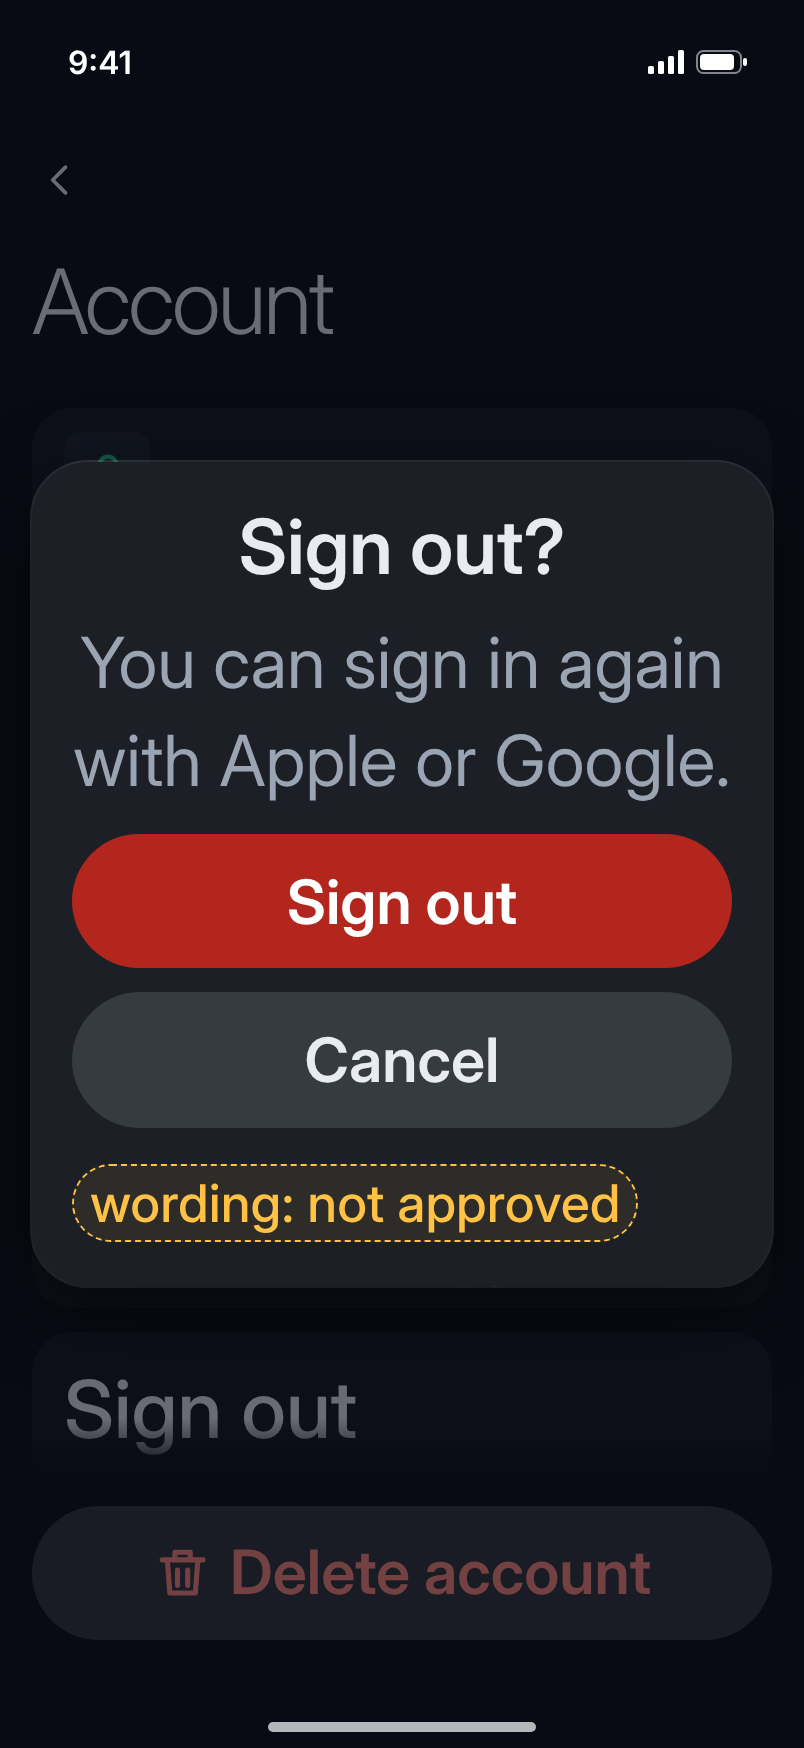 9:41
Account
Sign out?
You can sign in again
with Apple or Google.
Sign out
Cancel
wording: not approved
Sign out
Delete account